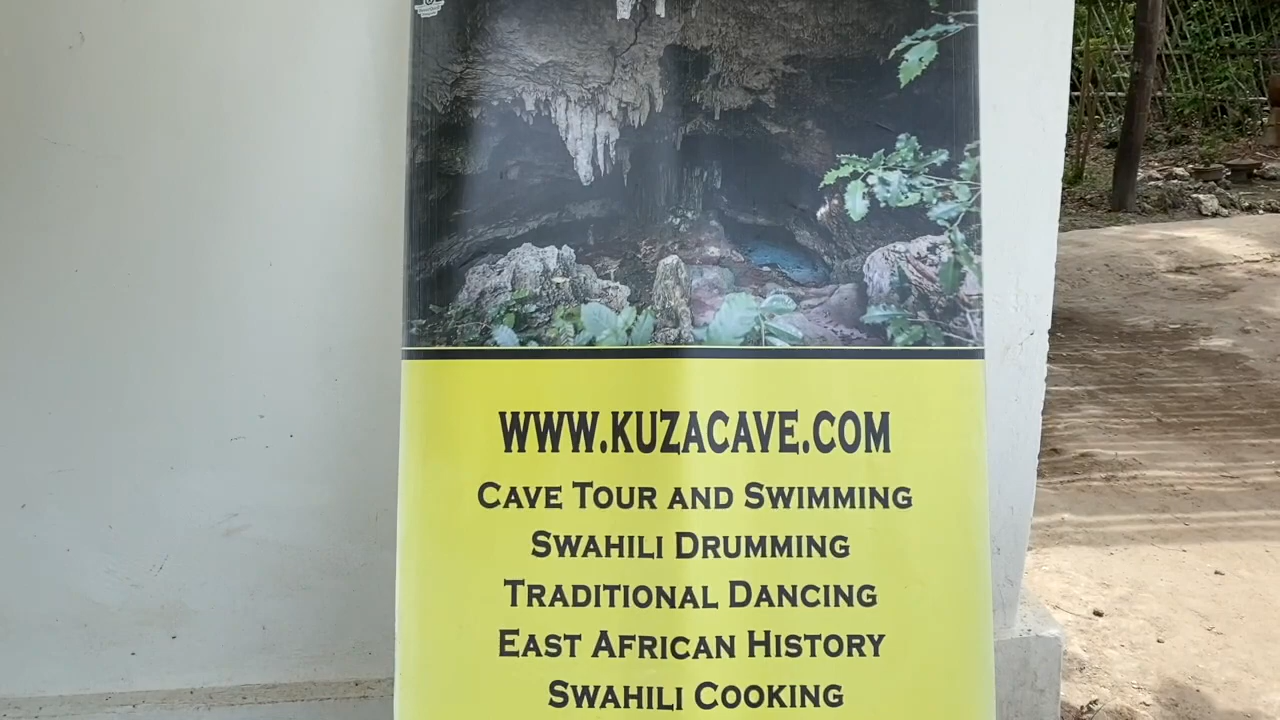 WWW.KUZACAVE.COM
CAVE TOUR AND SWIMMING
SWAHILI DRUMMING
TRADITIONAL DANCING
EAST AFRICAN HISTORY
SWAHILI COOKING